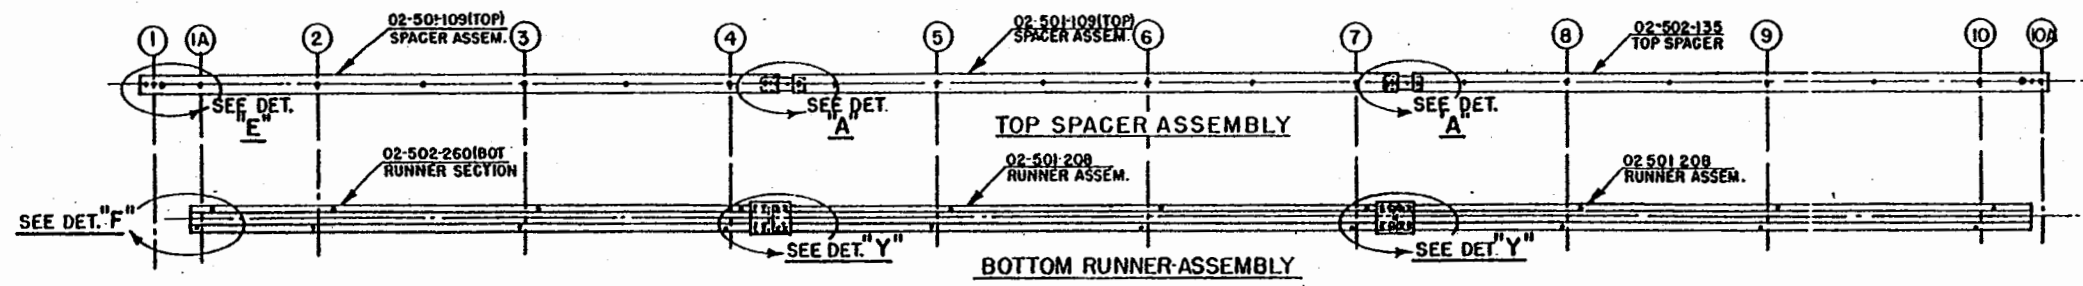 1 1A 2 3 4 5 6 7 8 9 10 10A
02-501-109(TOP)
SPACER ASSEM.
02-501-109(TOP)
SPACER ASSEM.
02-502-135
TOP SPACER
SEE DET.
"E"
SEE DET.
"A"
SEE DET.
"A"
TOP SPACER ASSEMBLY
02-502-260(BOT
RUNNER SECTION
02-501-208
RUNNER ASSEM.
02 501 208
RUNNER ASSEM.
SEE DET. "F"
SEE DET. "Y"
SEE DET. "Y"
BOTTOM RUNNER-ASSEMBLY